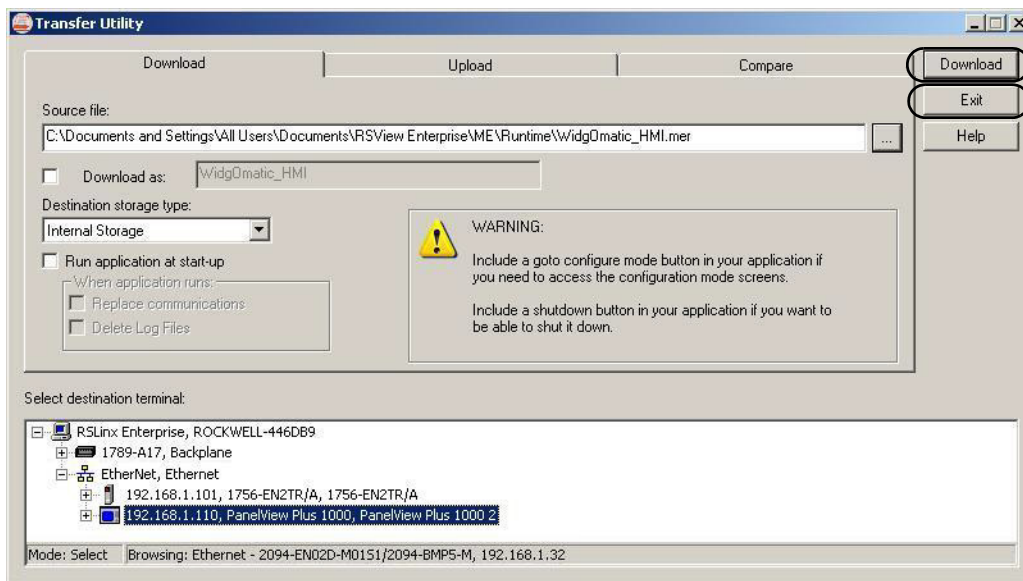 Transfer Utility
Download Upload Compare
Download
Exit
Help
Source file:
C:\Documents and Settings\All Users\Documents\RSView Enterprise\ME\Runtime\WidgOmatic_HMI.mer
...
Download as: WidgOmatic_HMI
Destination storage type:
Internal Storage
Run application at start-up
When application runs:
Replace communications
Delete Log Files
WARNING:
Include a goto configure mode button in your application if
you need to access the configuration mode screens.
Include a shutdown button in your application if you want to
be able to shut it down.
Select destination terminal:
RSLinx Enterprise, ROCKWELL-446DB9
1789-A17, Backplane
EtherNet, Ethernet
192.168.1.101, 1756-EN2TR/A, 1756-EN2TR/A
192.168.1.110, PanelView Plus 1000, PanelView Plus 1000 2
Mode: Select Browsing: Ethernet - 2094-EN02D-M01S1/2094-BMP5-M, 192.168.1.32